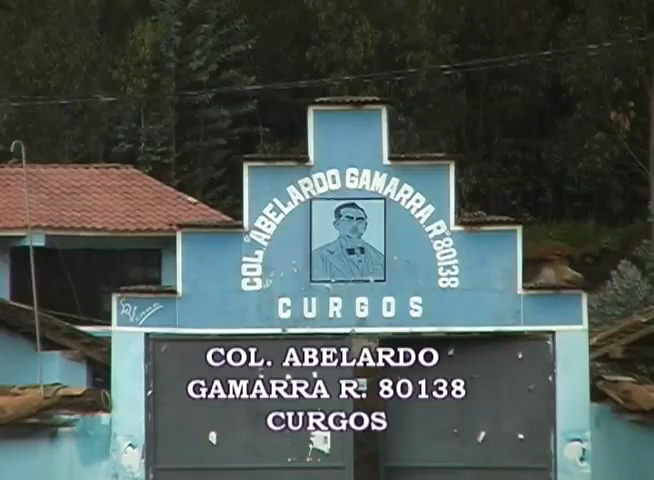 COL. ABELARDO GAMARRA R. 80138
CURGOS
COL. ABELARDO
GAMARRA R. 80138
CURGOS